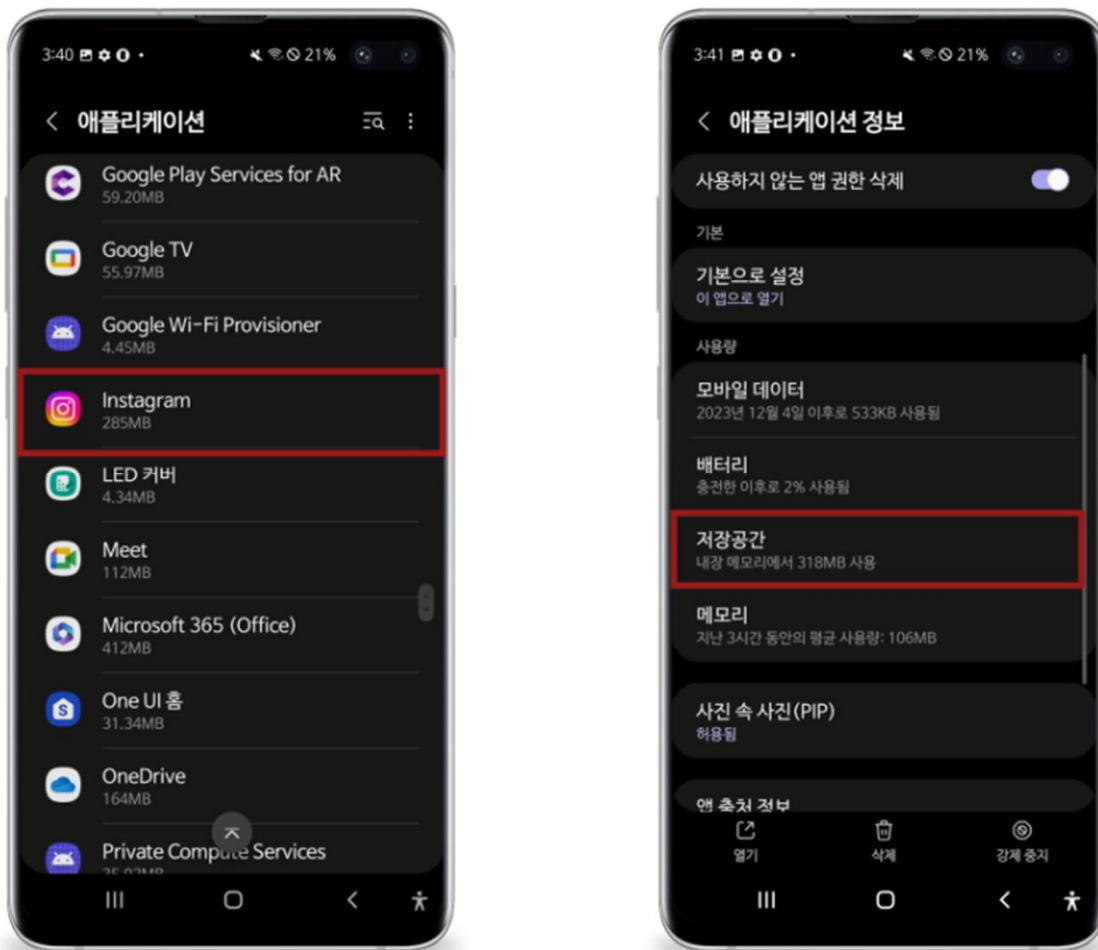 3:40
21%
애플리케이션
Google Play Services for AR
59.20MB
Google TV
55.97MB
Google Wi-Fi Provisioner
4.45MB
Instagram
285MB
LED 커버
4.34MB
Meet
112MB
Microsoft 365 (Office)
412MB
One UI 홈
31.34MB
OneDrive
164MB
Private Compute Services
3:41
21%
애플리케이션 정보
사용하지 않는 앱 권한 삭제
기본
기본으로 설정
이 앱으로 열기
사용량
모바일 데이터
2023년 12월 4일 이후로 533KB 사용됨
배터리
충전한 이후로 2% 사용됨
저장공간
내장 메모리에서 318MB 사용
메모리
지난 3시간 동안의 평균 사용량: 106MB
사진 속 사진(PIP)
허용됨
앱 출처 정보
열기
삭제
강제 중지